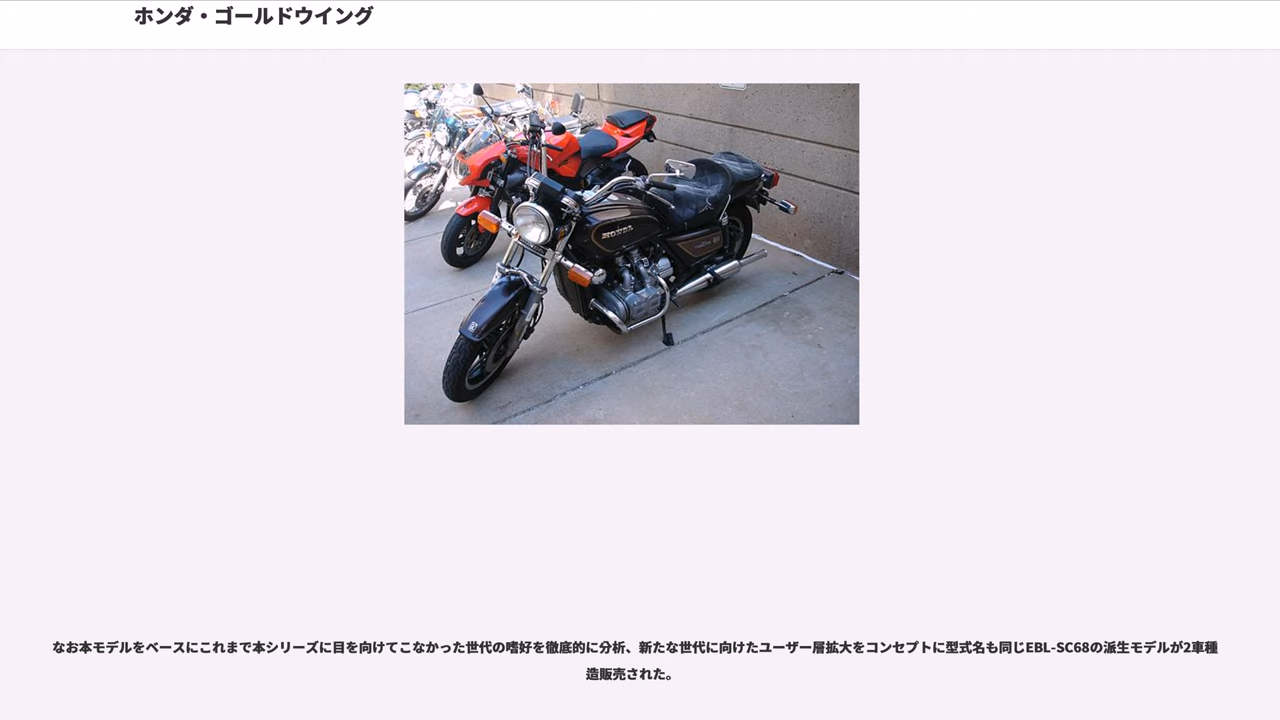 ホンダ・ゴールドウイング
HONDA
なお本モデルをベースにこれまで本シリーズに目を向けてこなかった世代の嗜好を徹底的に分析、新たな世代に向けたユーザー層拡大をコンセプトに型式名も同じEBL-SC68の派生モデルが2車種
造販売された。